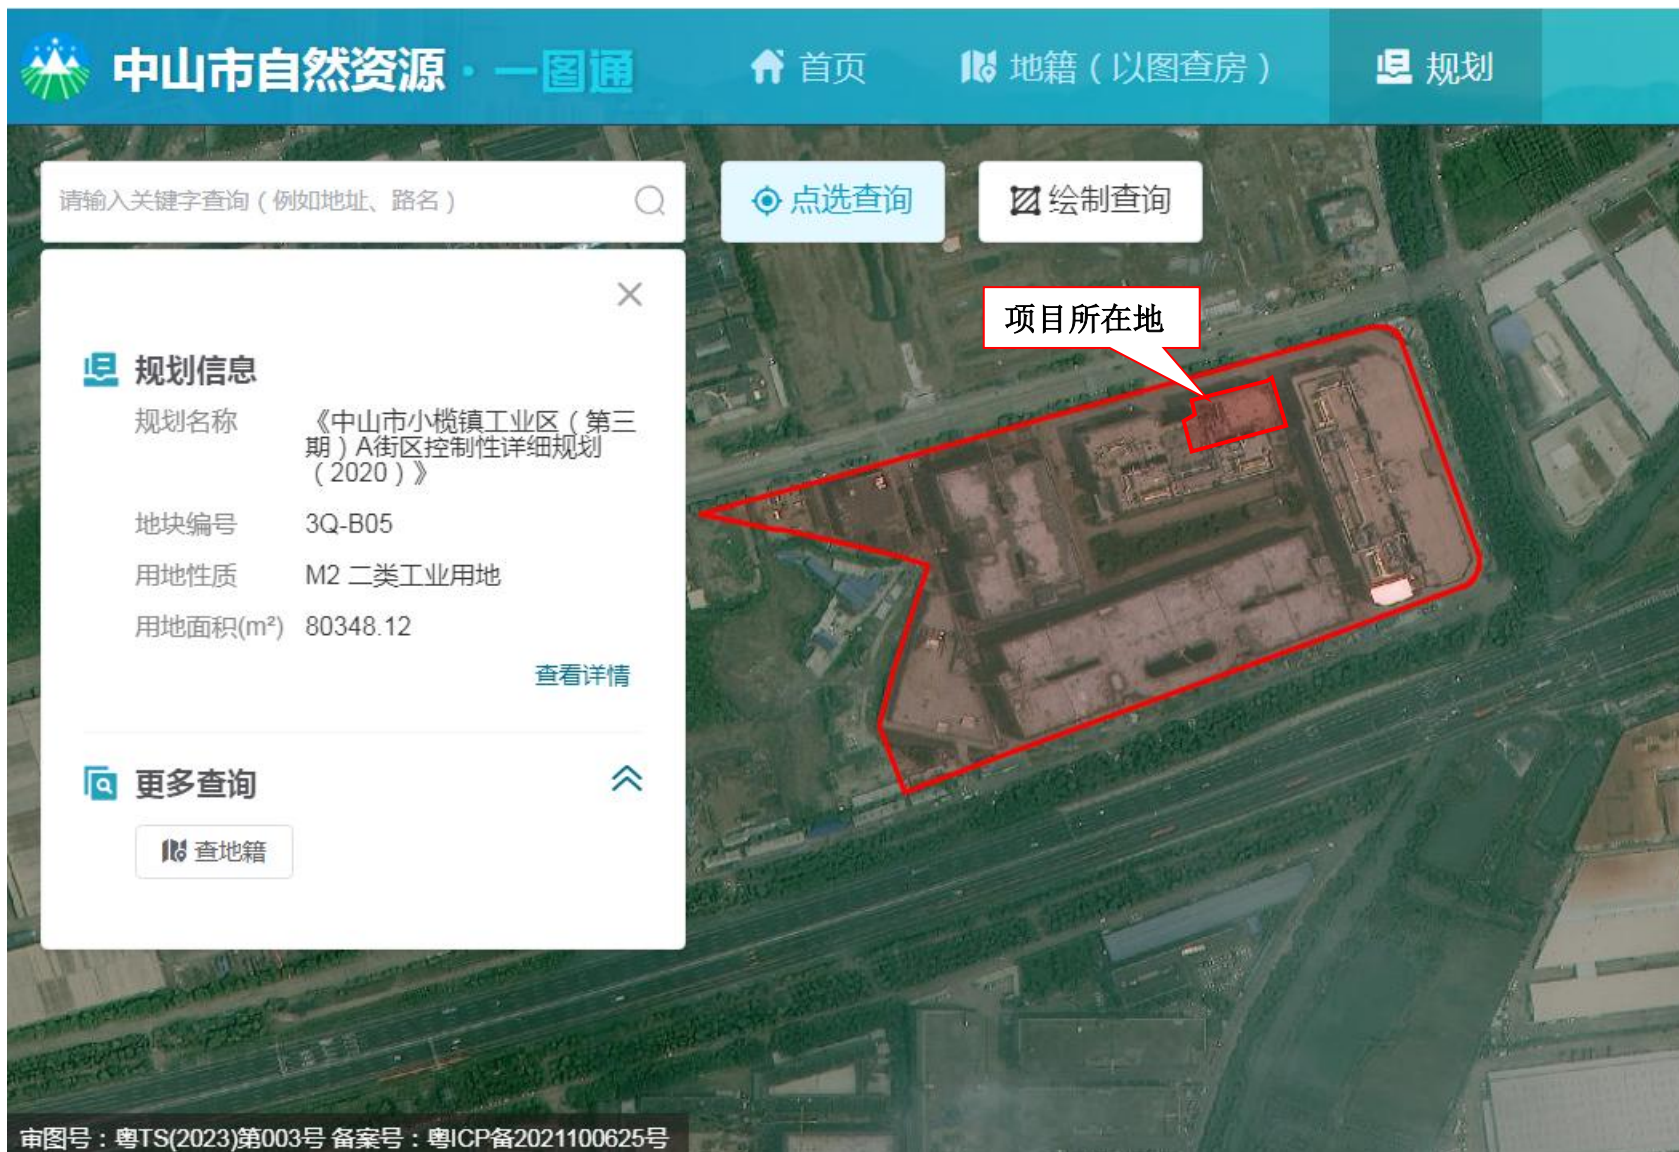 中山市自然资源·一图通
首页
地籍（以图查房）
规划
请输入关键字查询（例如地址、路名）
点选查询
绘制查询
项目所在地
规划信息
规划名称
《中山市小榄镇工业区（第三
期）A街区控制性详细规划
（2020）》
地块编号 3Q-B05
用地性质 M2 二类工业用地
用地面积(m²) 80348.12
查看详情
更多查询
查地籍
审图号：粤TS(2023)第003号 备案号：粤ICP备2021100625号